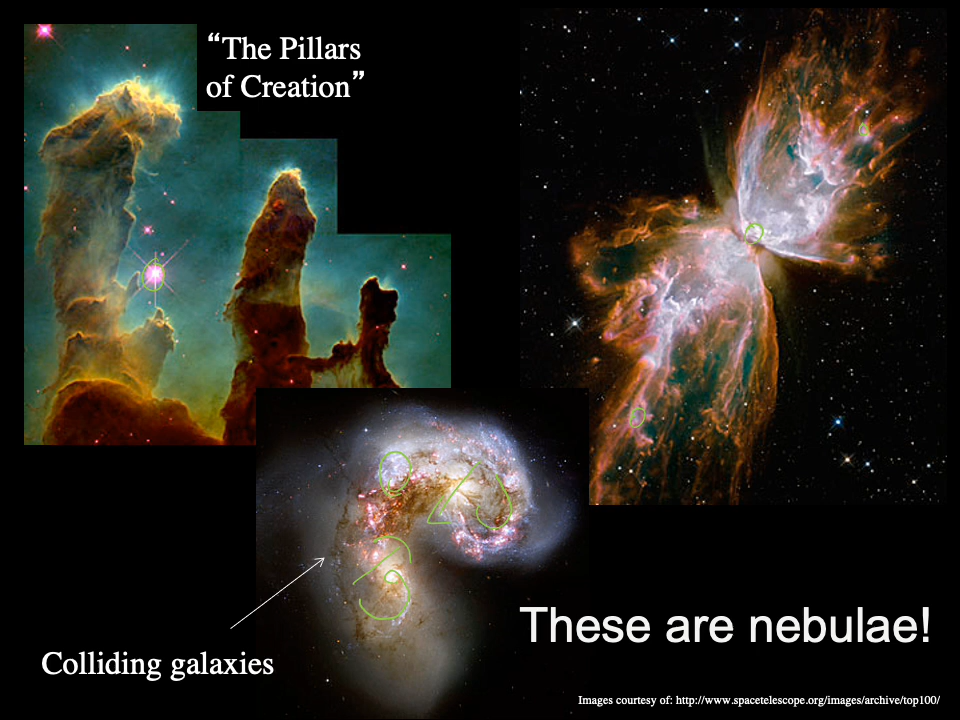 “The Pillars
of Creation”
Colliding galaxies
These are nebulae!
Images courtesy of: http://www.spacetelescope.org/images/archive/top100/